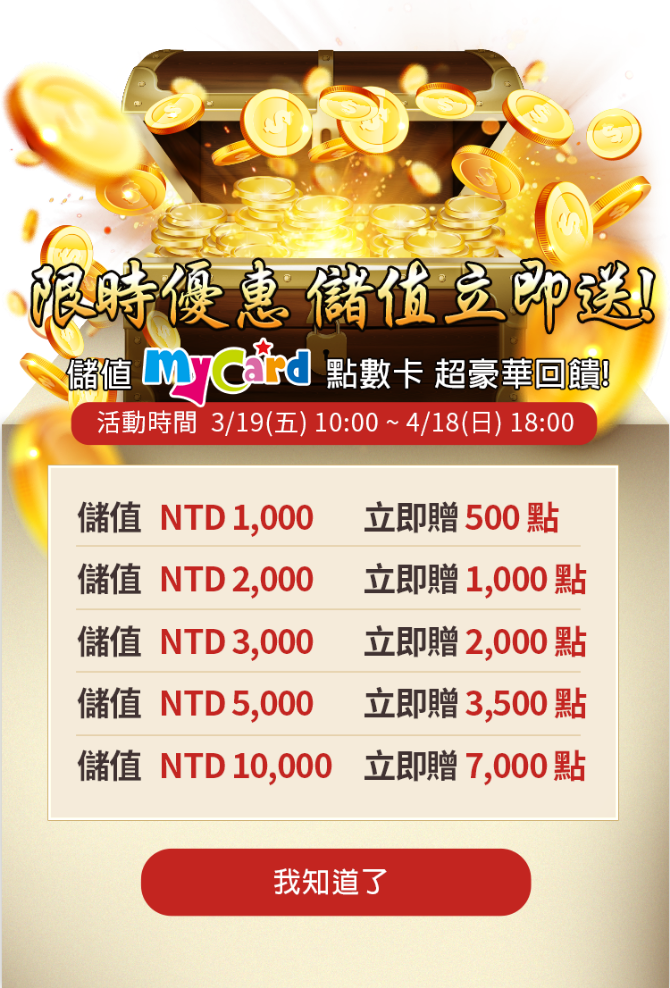 限時優惠 儲值立即送!
儲值 MyCard 點數卡 超豪華回饋!
活動時間 3/19(五) 10:00 ~ 4/18(日) 18:00
儲值 NTD 1,000 立即贈 500 點
儲值 NTD 2,000 立即贈 1,000 點
儲值 NTD 3,000 立即贈 2,000 點
儲值 NTD 5,000 立即贈 3,500 點
儲值 NTD 10,000 立即贈 7,000 點
我知道了